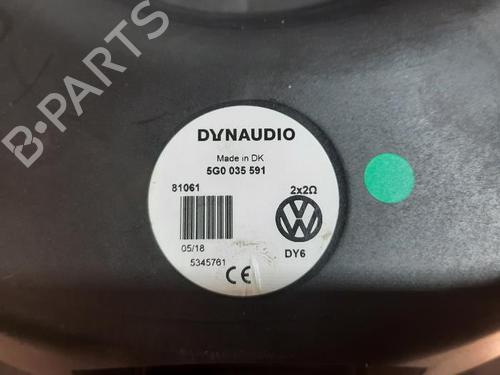 B-PARTS
DYNAUDIO
Made in DK
5G0 035 591
81061
2x2Ω
05/18
DY6
5345761
CE